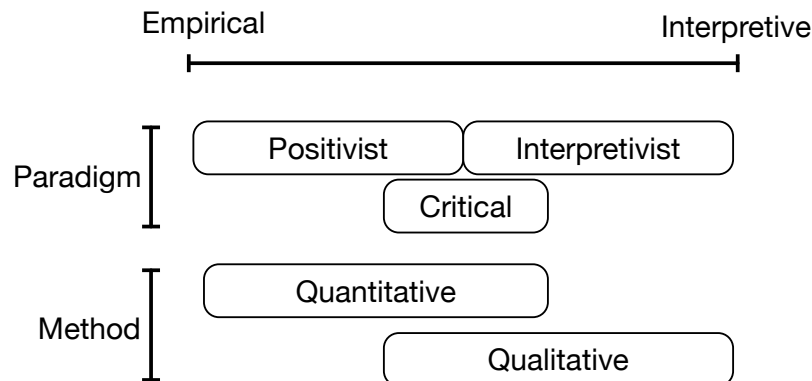 Empirical Interpretive
Positivist Interpretivist
Paradigm
Critical
Quantitative
Method
Qualitative